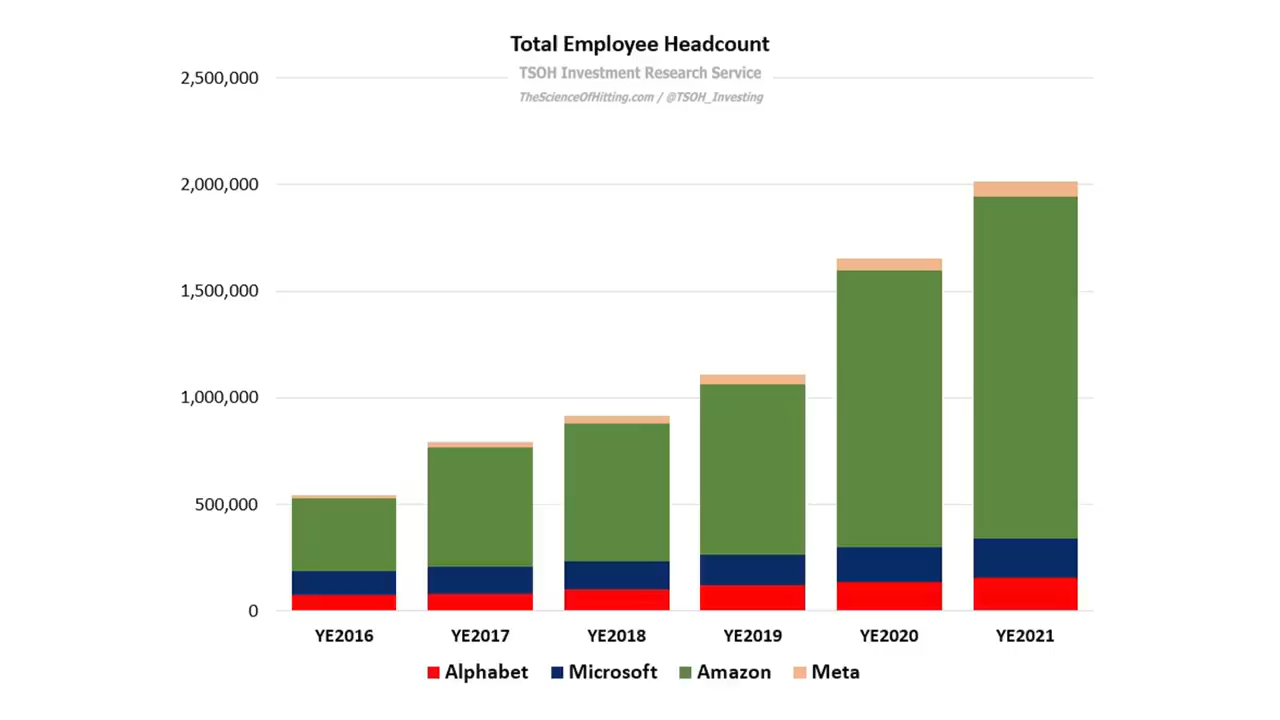 Total Employee Headcount
TSOH Investment Research Service
TheScienceOfHitting.com / @TSOH_Investing
2,500,000
2,000,000
1,500,000
1,000,000
500,000
0
YE2016 YE2017 YE2018 YE2019 YE2020 YE2021
Alphabet Microsoft Amazon Meta